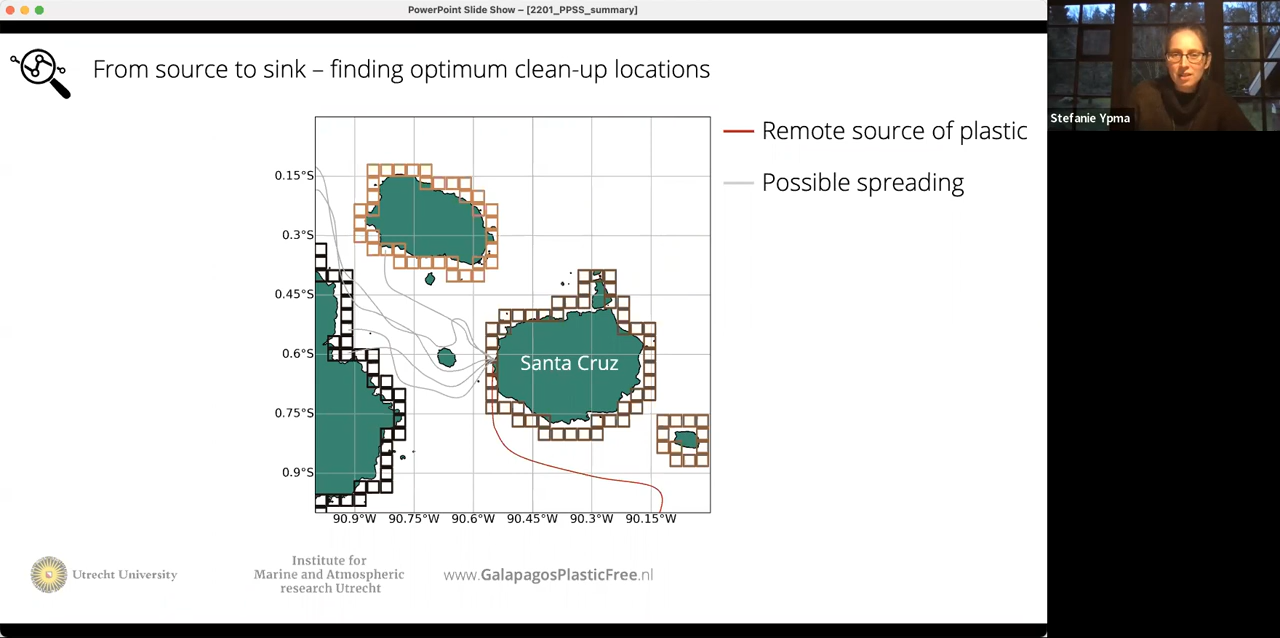 PowerPoint Slide Show – [2201_PPSS_summary]
From source to sink – finding optimum clean-up locations
Stefanie Ypma
Remote source of plastic
Possible spreading
0.15°S
0.3°S
0.45°S
0.6°S
0.75°S
0.9°S
Santa Cruz
90.9°W 90.75°W 90.6°W 90.45°W 90.3°W 90.15°W
Utrecht University
Institute for
Marine and Atmospheric
research Utrecht
www.GalapagosPlasticFree.nl